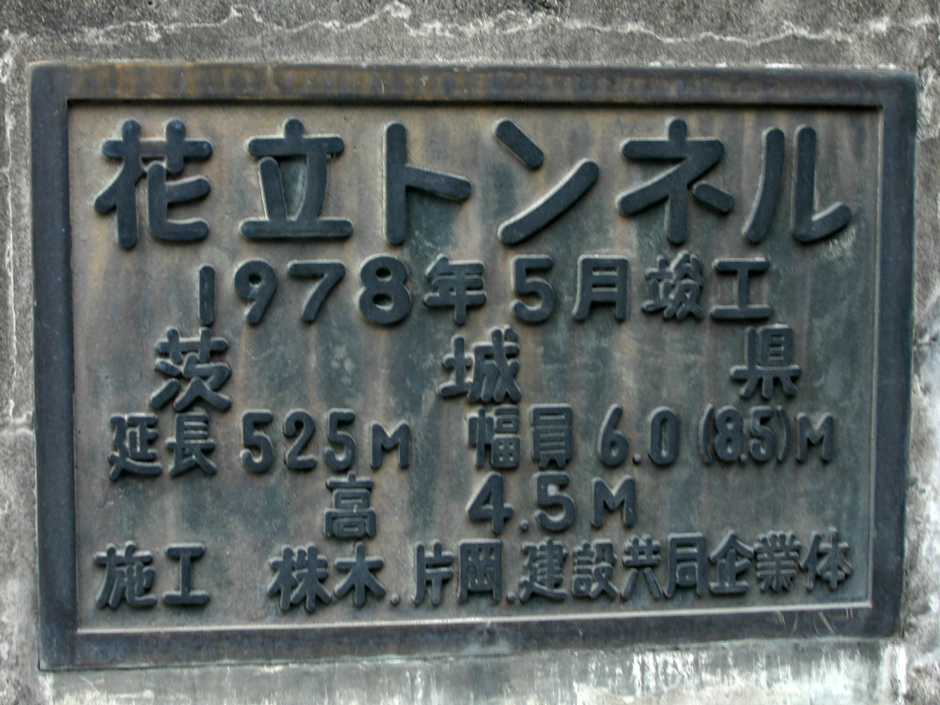 花立トンネル
1978年5月竣工
茨城県
延長 525M 幅員 6.0(8.5)M
高 4.5M
施工 株木.片岡.建設共同企業体